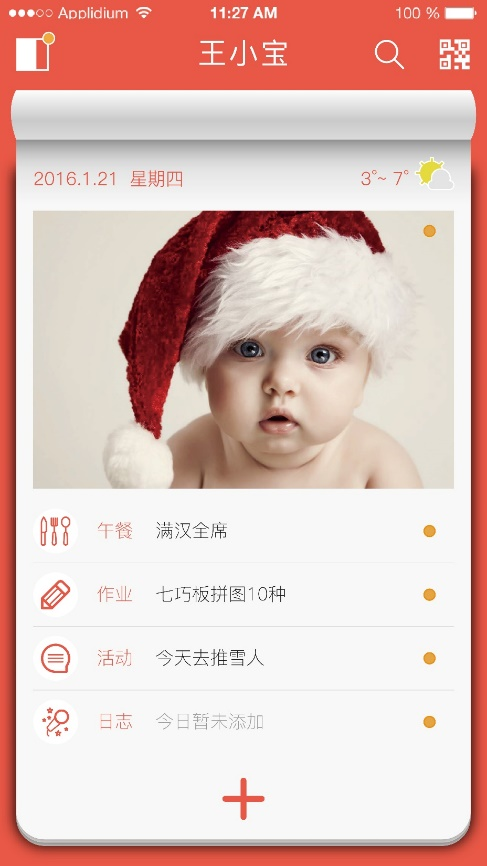 Applidium 11:27 AM 100 %
王小宝
2016.1.21 星期四 3°~ 7°
午餐 满汉全席
作业 七巧板拼图10种
活动 今天去推雪人
日志 今日暂未添加